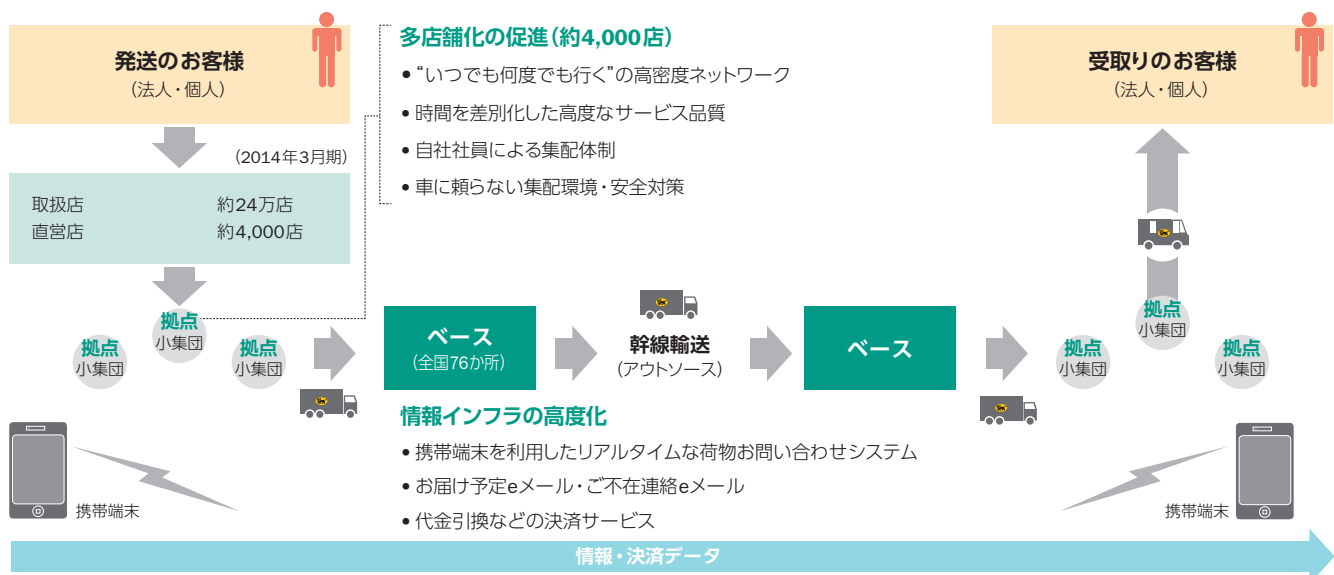 発送のお客様
（法人・個人）
（2014年3月期）
取扱店 約24万店
直営店 約4,000店
多店舗化の促進（約4,000店）
• “いつでも何度でも行く”の高密度ネットワーク
• 時間を差別化した高度なサービス品質
• 自社社員による集配体制
• 車に頼らない集配環境・安全対策
受取りのお客様
（法人・個人）
拠点
小集団
拠点
小集団
拠点
小集団
ベース
（全国76か所）
幹線輸送
（アウトソース）
ベース
拠点
小集団
拠点
小集団
拠点
小集団
情報インフラの高度化
• 携帯端末を利用したリアルタイムな荷物お問い合わせシステム
• お届け予定eメール・ご不在連絡eメール
• 代金引換などの決済サービス
携帯端末
携帯端末
情報・決済データ